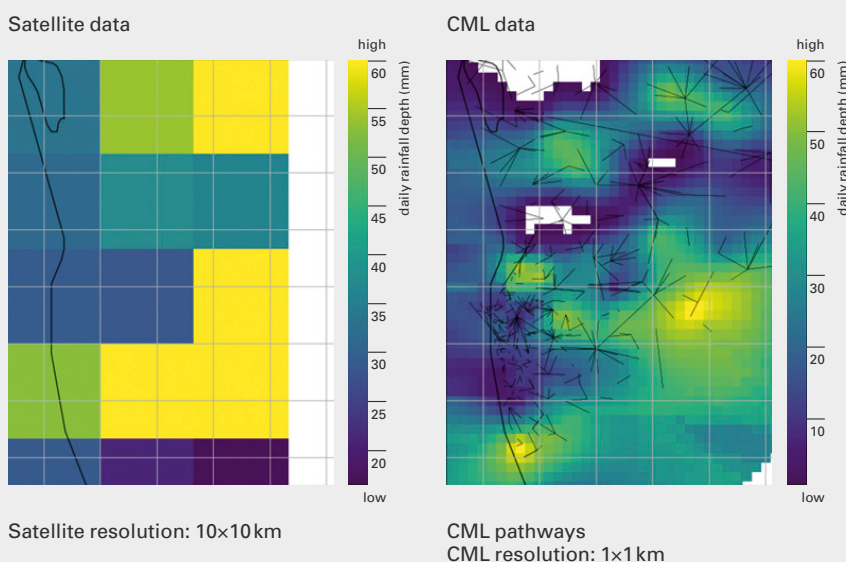 Satellite data
high
60
55
50
45
40
35
30
25
20
low
daily rainfall depth (mm)
Satellite resolution: 10×10 km
CML data
high
60
50
40
30
20
10
low
daily rainfall depth (mm)
CML pathways
CML resolution: 1×1 km